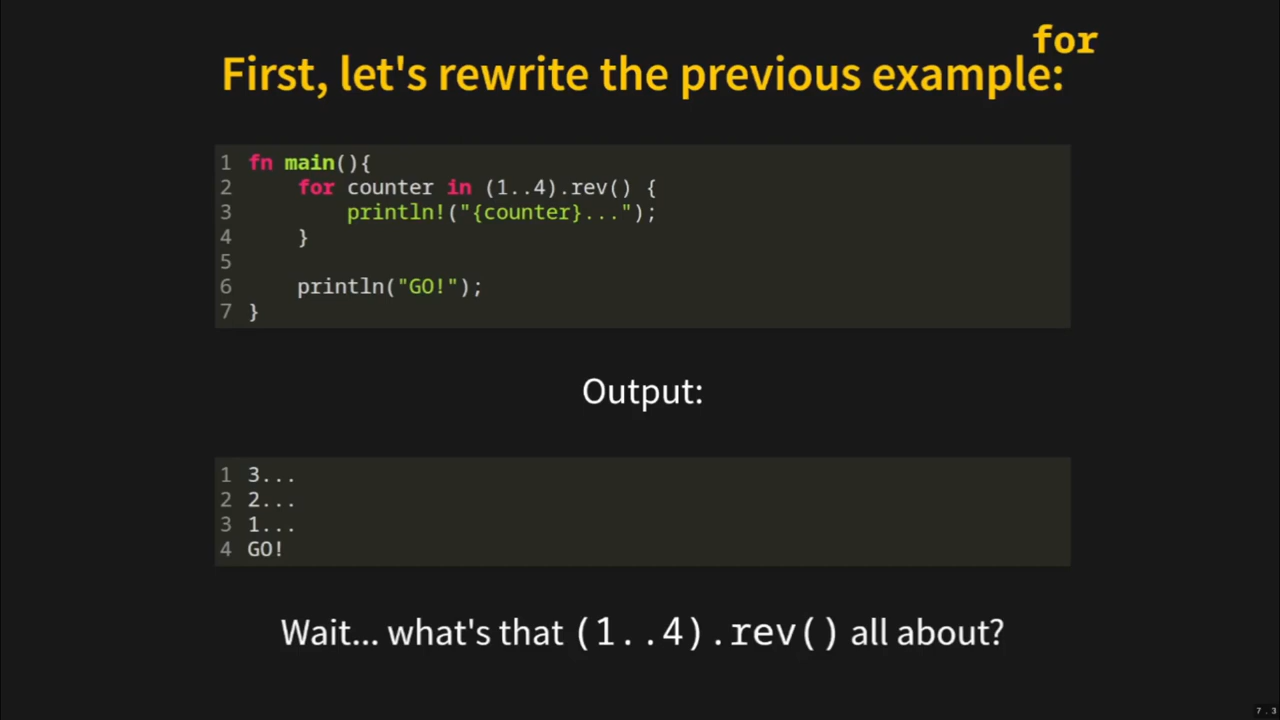 for
First, let's rewrite the previous example:
1 fn main(){
2     for counter in (1..4).rev() {
3         println!("{counter}...");
4     }
5
6     println("GO!");
7 }
Output:
1 3...
2 2...
3 1...
4 GO!
Wait... what's that (1..4).rev() all about?
7.3